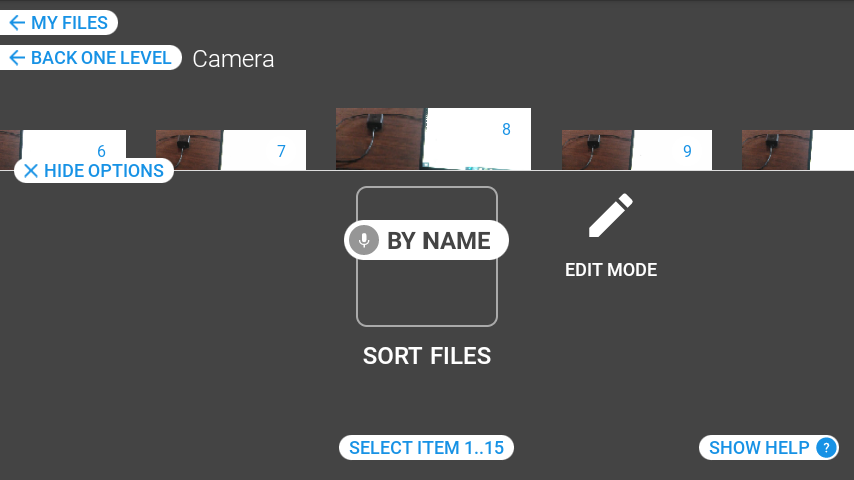 MY FILES
BACK ONE LEVEL
Camera
6
7
8
9
HIDE OPTIONS
BY NAME
EDIT MODE
SORT FILES
SELECT ITEM 1..15
SHOW HELP ?